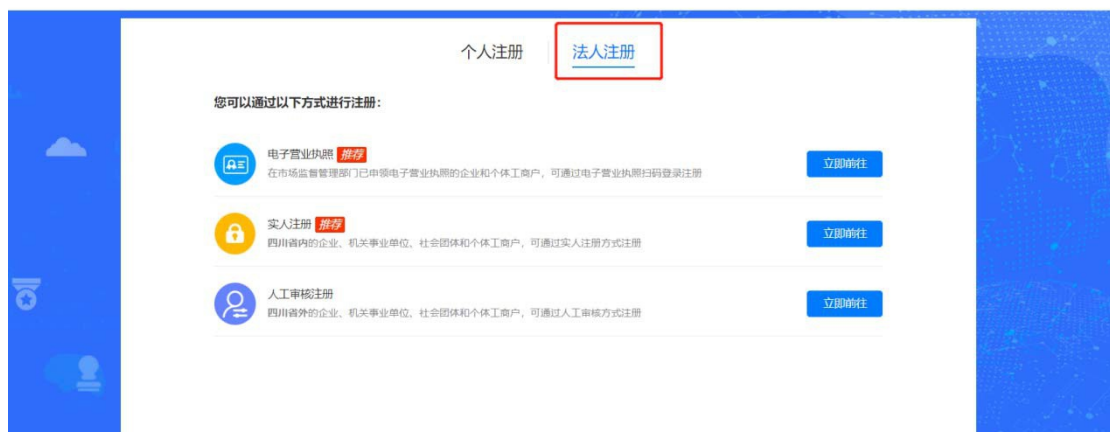 个人注册
法人注册
您可以通过以下方式进行注册：
电子营业执照 推荐
在市场监督管理部门已申领电子营业执照的企业和个体工商户，可通过电子营业执照扫码登录注册
立即前往
实人注册 推荐
四川省内的企业、机关事业单位、社会团体和个体工商户，可通过实人注册方式注册
立即前往
人工审核注册
四川省外的企业、机关事业单位、社会团体和个体工商户，可通过人工审核方式注册
立即前往